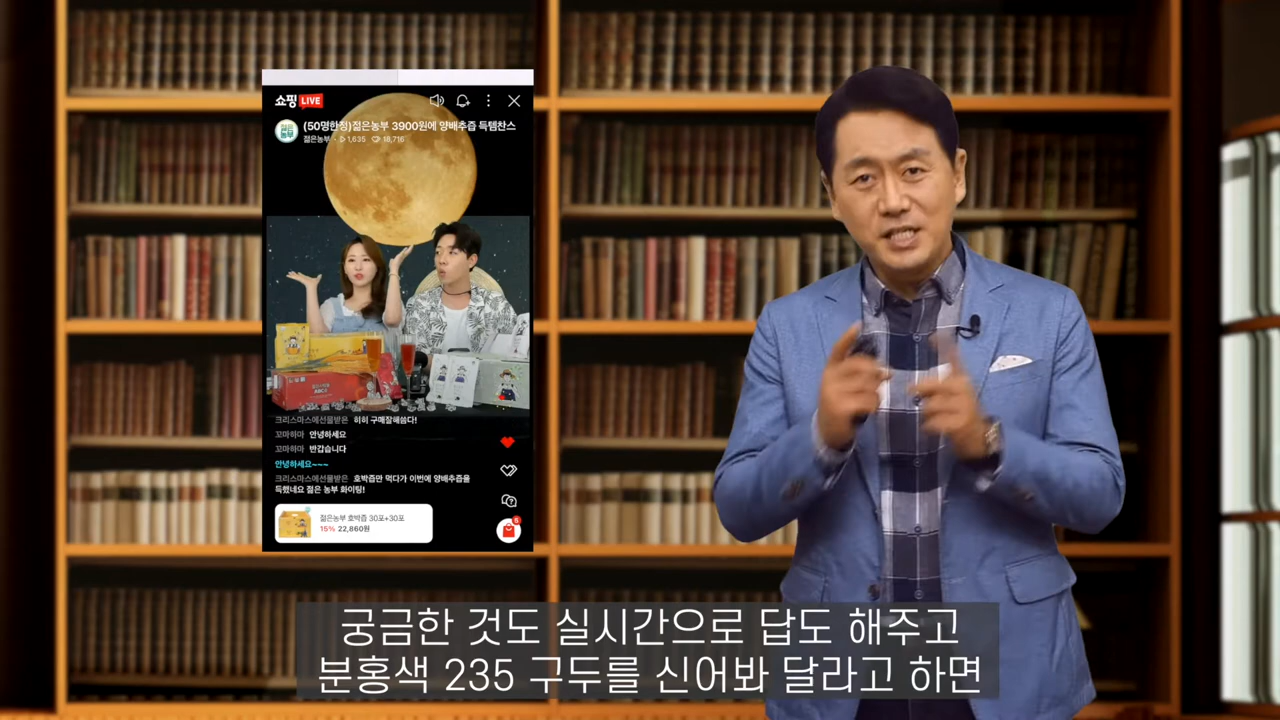 쇼핑 LIVE
(50명한정)젊은농부 3900원에 양배추즙 득템찬스
젊은농부 · ▷ 1,635 ♡ 18,716
크리스마스에선물받은 히히 구매잘해씀다!
꼬마하마 안녕하세요
꼬마하마 반갑습니다
안녕하세요~~~
크리스마스에선물받은 호박즙만 먹다가 이번에 양배추즙을
득했네요 젊은 농부 화이팅!
젊은농부 호박즙 30포+30포
15% 22,860원
5
궁금한 것도 실시간으로 답도 해주고
분홍색 235 구두를 신어봐 달라고 하면